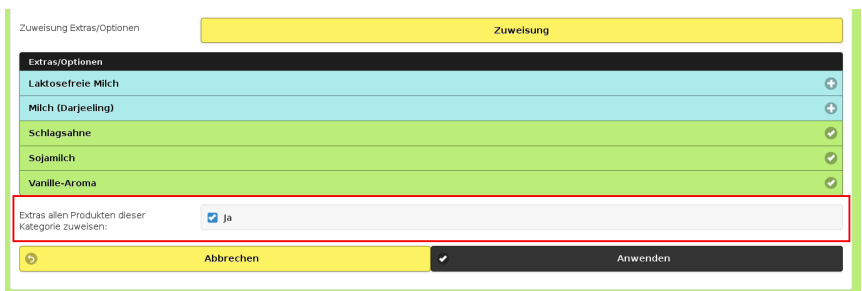 Zuweisung Extras/Optionen
Zuweisung
Extras/Optionen
Laktosefreie Milch
Milch (Darjeeling)
Schlagsahne
Sojamilch
Vanille-Aroma
Extras allen Produkten dieser
Kategorie zuweisen:
Ja
Abbrechen
Anwenden